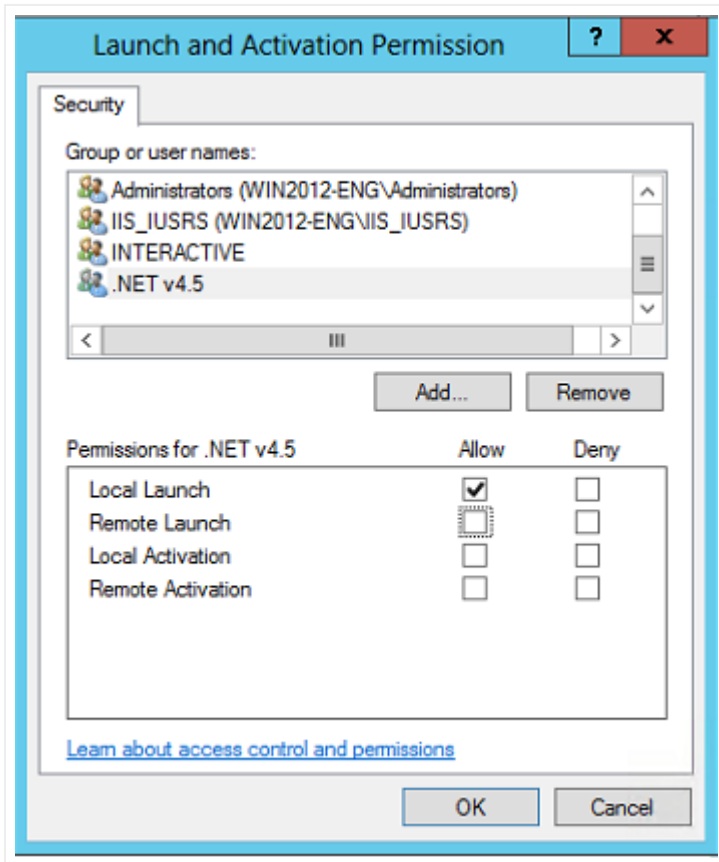 Launch and Activation Permission ? x
Security
Group or user names:
Administrators (WIN2012-ENG\Administrators)
IIS_IUSRS (WIN2012-ENG\IIS_IUSRS)
INTERACTIVE
.NET v4.5
Add... Remove
Permissions for .NET v4.5 Allow Deny
Local Launch
Remote Launch
Local Activation
Remote Activation
Learn about access control and permissions
OK Cancel